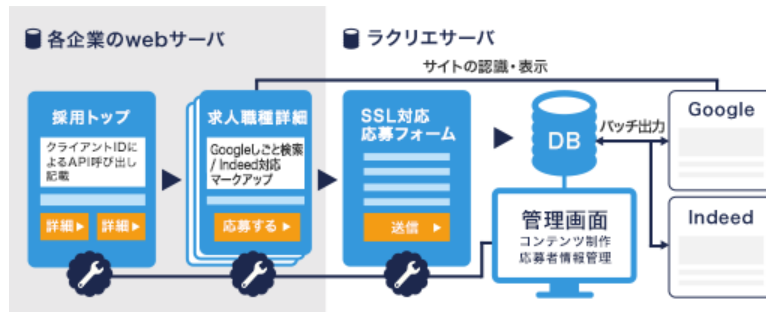 各企業のwebサーバ
ラクリエサーバ
サイトの認識・表示
採用トップ
クライアントIDに
よるAPI呼び出し
記載
詳細▶
詳細▶
求人職種詳細
Googleしごと検索
/ Indeed対応
マークアップ
応募する▶
SSL対応
応募フォーム
送信 ▶
DB
バッチ出力
管理画面
コンテンツ制作
応募者情報管理
Google
Indeed